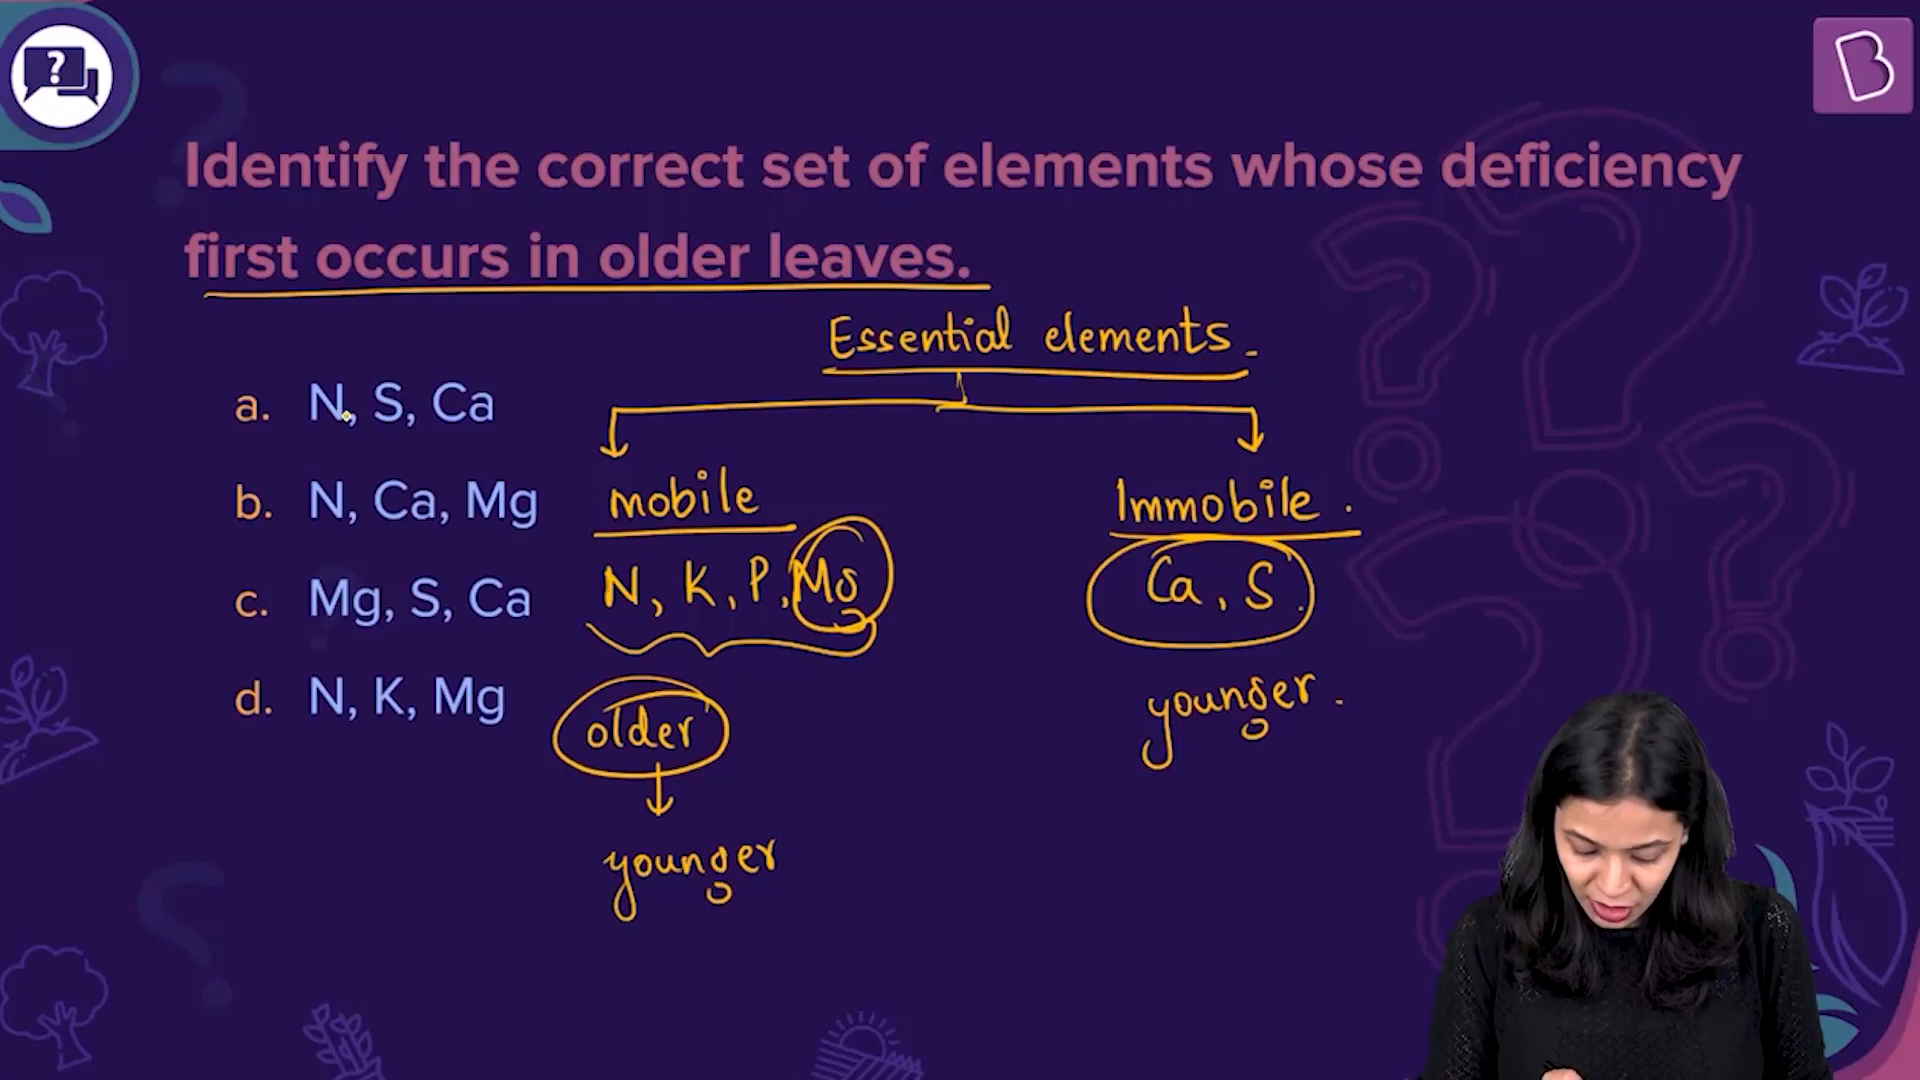 ?
B
Identify the correct set of elements whose deficiency
first occurs in older leaves.
Essential elements.
a. N, S, Ca
b. N, Ca, Mg
mobile
Immobile.
c. Mg, S, Ca
N, K, P, Mg
Ca, S.
d. N, K, Mg
older
younger.
younger